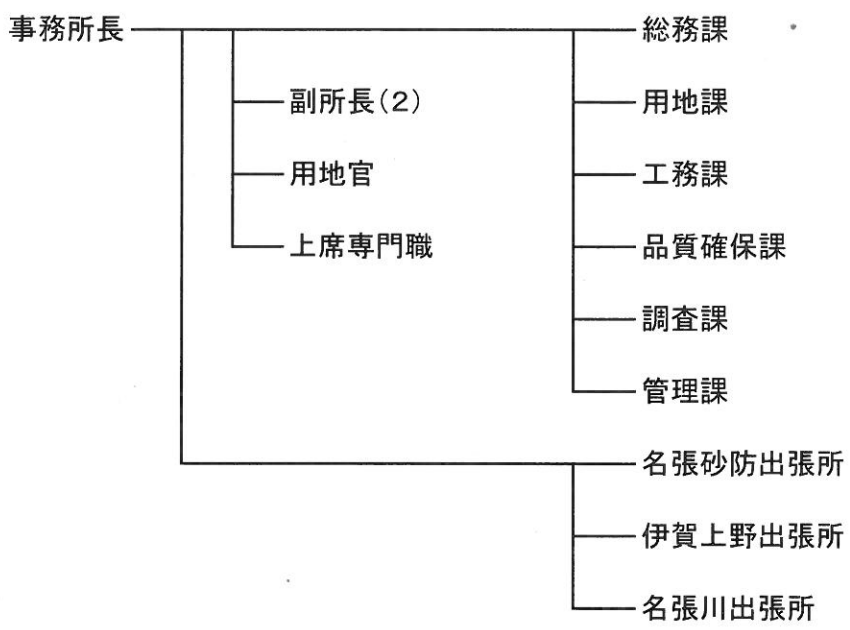 事務所長
総務課
副所長(2)
用地課
用地官
工務課
上席専門職
品質確保課
調査課
管理課
名張砂防出張所
伊賀上野出張所
名張川出張所